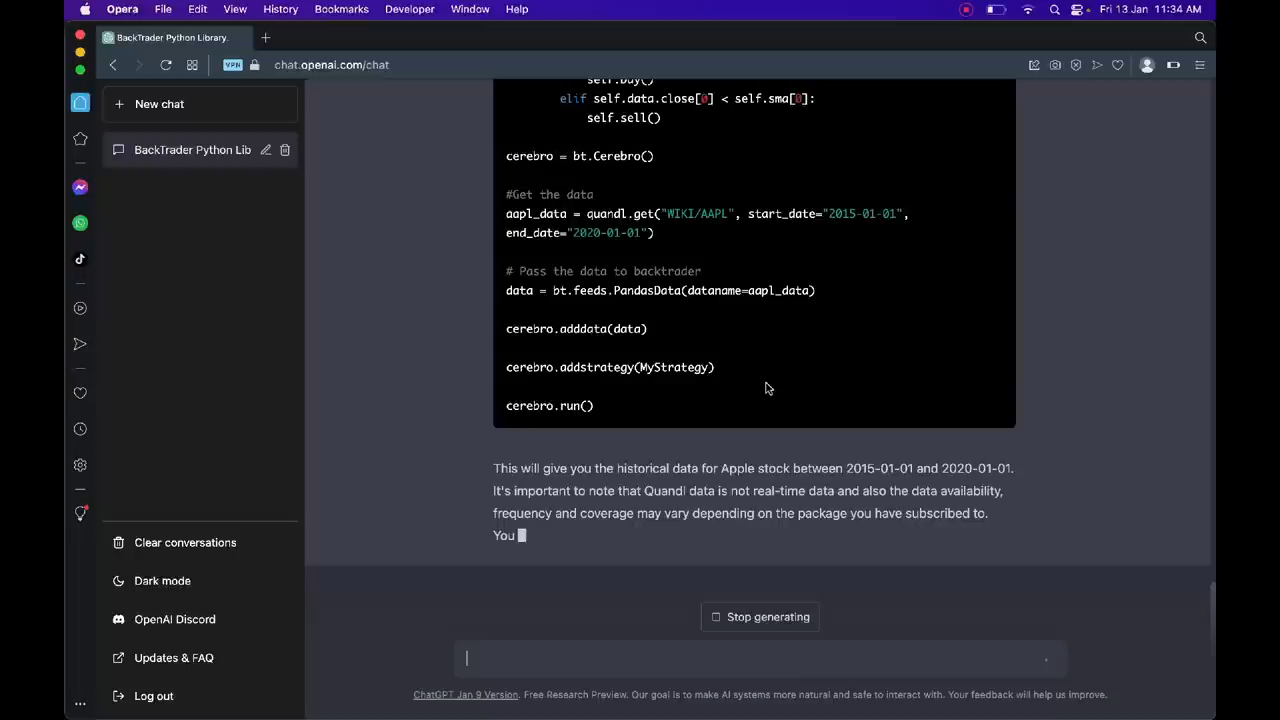 Opera File Edit View History Bookmarks Developer Window Help Fri 13 Jan 11:34 AM
BackTrader Python Library.
VPN chat.openai.com/chat
New chat
BackTrader Python Lib
Clear conversations
Dark mode
OpenAI Discord
Updates & FAQ
Log out
self.buy()
elif self.data.close[0] < self.sma[0]:
self.sell()
cerebro = bt.Cerebro()
#Get the data
aapl_data = quandl.get("WIKI/AAPL", start_date="2015-01-01",
end_date="2020-01-01")
# Pass the data to backtrader
data = bt.feeds.PandasData(dataname=aapl_data)
cerebro.adddata(data)
cerebro.addstrategy(MyStrategy)
cerebro.run()
This will give you the historical data for Apple stock between 2015-01-01 and 2020-01-01.
It's important to note that Quandl data is not real-time data and also the data availability,
frequency and coverage may vary depending on the package you have subscribed to.
You
Stop generating
ChatGPT Jan 9 Version. Free Research Preview. Our goal is to make AI systems more natural and safe to interact with. Your feedback will help us improve.